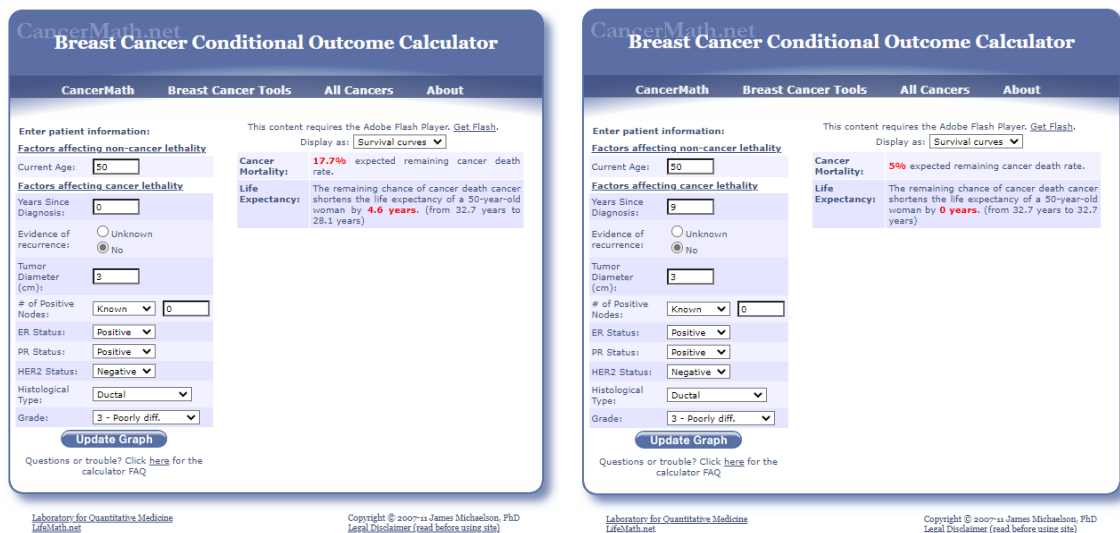 CancerMath.net
Breast Cancer Conditional Outcome Calculator
CancerMath Breast Cancer Tools All Cancers About
Enter patient information:
Factors affecting non-cancer lethality
Current Age: 50
Factors affecting cancer lethality
Years Since
Diagnosis: 0
Evidence of
recurrence:
Unknown
No
Tumor
Diameter
(cm): 3
# of Positive
Nodes: Known 0
ER Status: Positive
PR Status: Positive
HER2 Status: Negative
Histological
Type: Ductal
Grade: 3 - Poorly diff.
Update Graph
Questions or trouble? Click here for the
calculator FAQ
This content requires the Adobe Flash Player. Get Flash.
Display as: Survival curves
Cancer
Mortality:
17.7% expected remaining cancer death
rate.
Life
Expectancy:
The remaining chance of cancer death cancer
shortens the life expectancy of a 50-year-old
woman by 4.6 years. (from 32.7 years to
28.1 years)
Laboratory for Quantitative Medicine
LifeMath.net
Copyright © 2007-11 James Michaelson, PhD
Legal Disclaimer (read before using site)
CancerMath.net
Breast Cancer Conditional Outcome Calculator
CancerMath Breast Cancer Tools All Cancers About
Enter patient information:
Factors affecting non-cancer lethality
Current Age: 50
Factors affecting cancer lethality
Years Since
Diagnosis: 9
Evidence of
recurrence:
Unknown
No
Tumor
Diameter
(cm): 3
# of Positive
Nodes: Known 0
ER Status: Positive
PR Status: Positive
HER2 Status: Negative
Histological
Type: Ductal
Grade: 3 - Poorly diff.
Update Graph
Questions or trouble? Click here for the
calculator FAQ
This content requires the Adobe Flash Player. Get Flash.
Display as: Survival curves
Cancer
Mortality:
5% expected remaining cancer death rate.
Life
Expectancy:
The remaining chance of cancer death cancer
shortens the life expectancy of a 50-year-old
woman by 0 years. (from 32.7 years to 32.7
years)
Laboratory for Quantitative Medicine
LifeMath.net
Copyright © 2007-11 James Michaelson, PhD
Legal Disclaimer (read before using site)